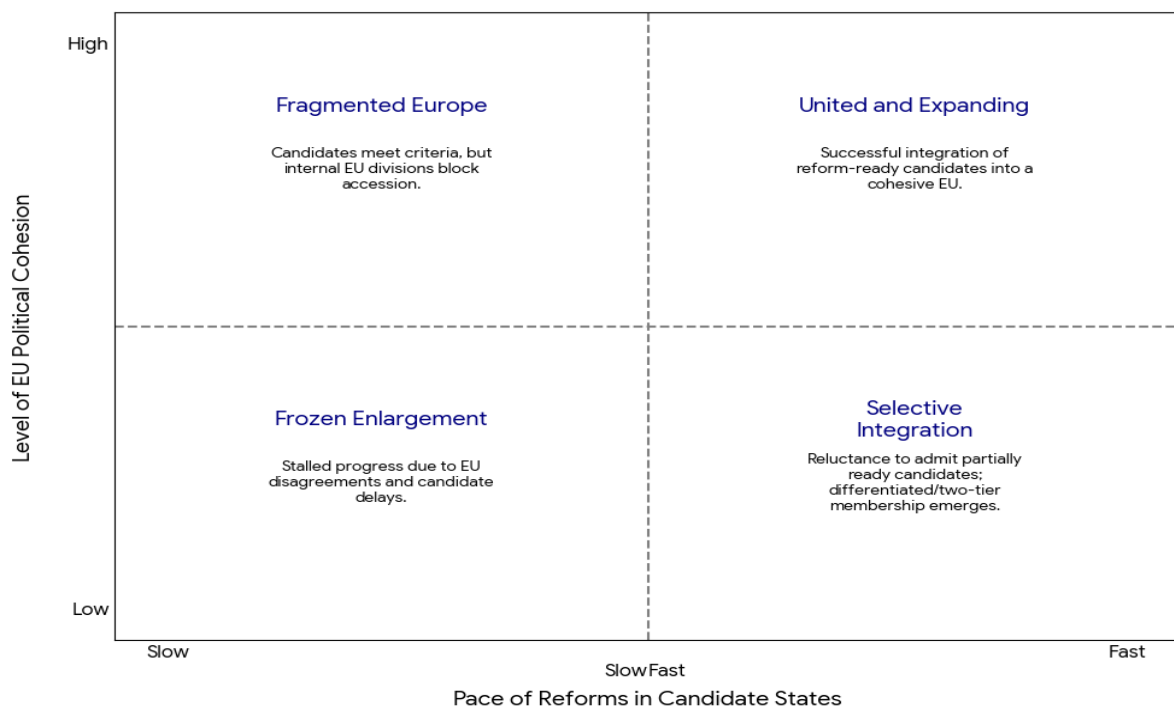 High
Fragmented Europe
Candidates meet criteria, but
internal EU divisions block
accession.
United and Expanding
Successful integration of
reform-ready candidates into a
cohesive EU.
Level of EU Political Cohesion
Frozen Enlargement
Stalled progress due to EU
disagreements and candidate
delays.
Selective
Integration
Reluctance to admit partially
ready candidates;
differentiated/two-tier
membership emerges.
Low
Slow
Fast
SlowFast
Pace of Reforms in Candidate States